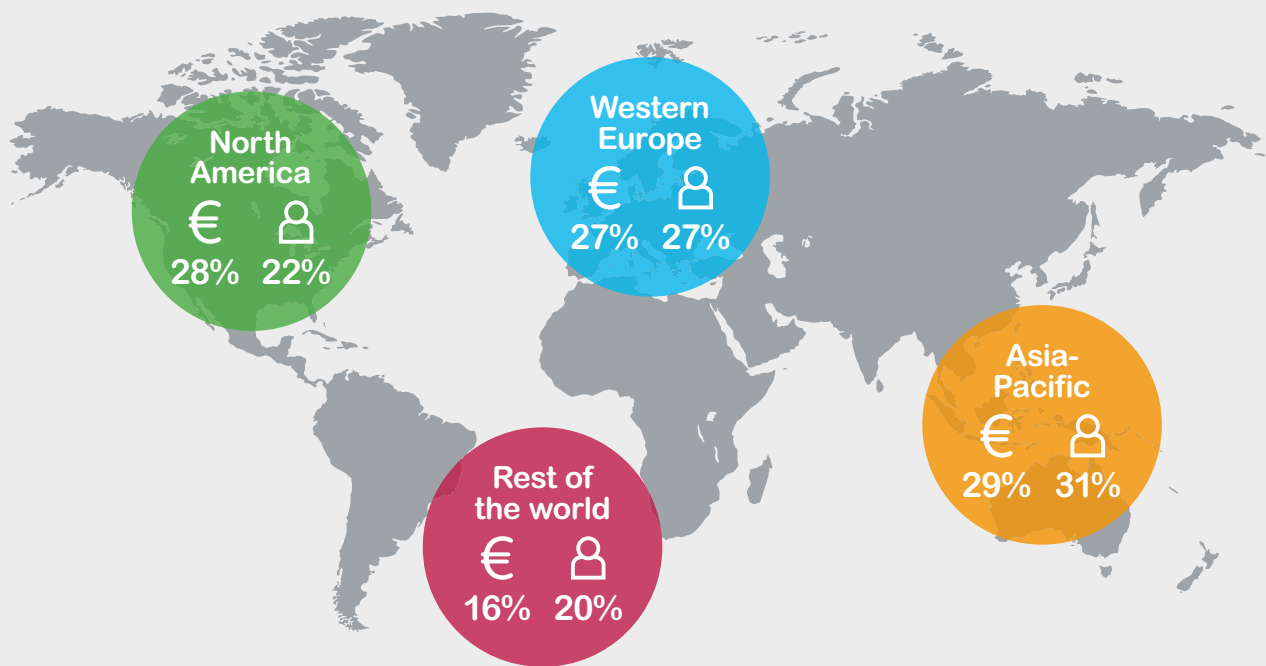 North
America
€
28% 22%
Western
Europe
€
27% 27%
Asia-
Pacific
€
29% 31%
Rest of
the world
€
16% 20%